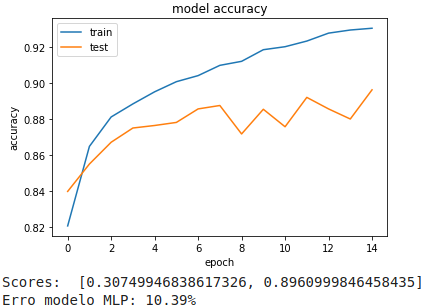 model accuracy
train
test
accuracy
0.92
0.90
0.88
0.86
0.84
0.82
0 2 4 6 8 10 12 14
epoch
Scores:  [0.30749946838617326, 0.8960999846458435]
Erro modelo MLP: 10.39%